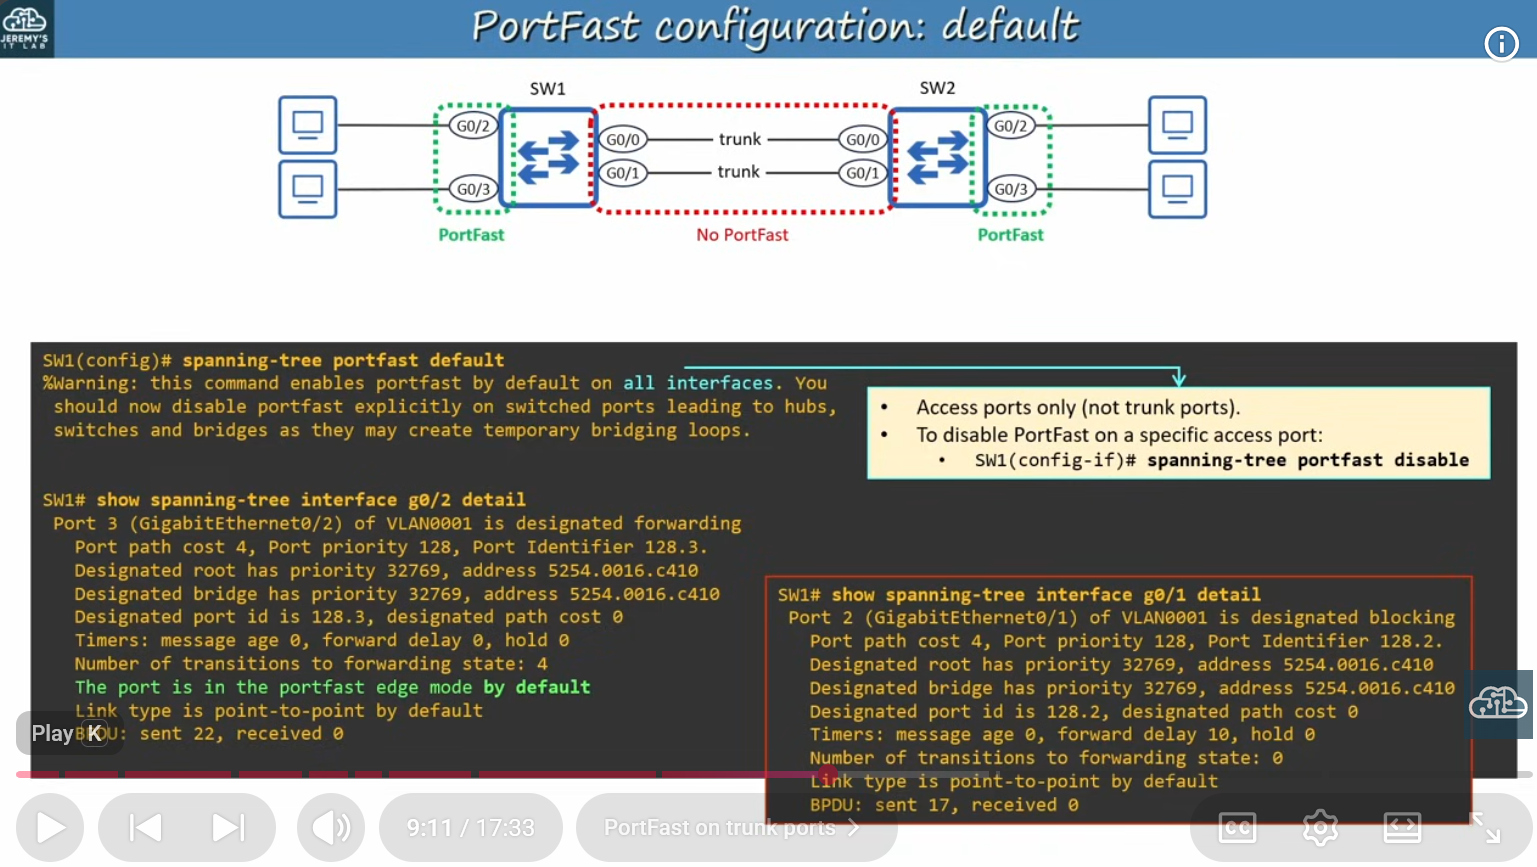 JEREMY'S
IT LAB
PortFast configuration: default
SW1
SW2
G0/2
G0/0
trunk
G0/0
G0/2
G0/1
trunk
G0/1
G0/3
G0/3
PortFast
No PortFast
PortFast
SW1(config)# spanning-tree portfast default
%Warning: this command enables portfast by default on all interfaces. You
should now disable portfast explicitly on switched ports leading to hubs,
switches and bridges as they may create temporary bridging loops.
• Access ports only (not trunk ports).
• To disable PortFast on a specific access port:
• SW1(config-if)# spanning-tree portfast disable
SW1# show spanning-tree interface g0/2 detail
Port 3 (GigabitEthernet0/2) of VLAN0001 is designated forwarding
Port path cost 4, Port priority 128, Port Identifier 128.3.
Designated root has priority 32769, address 5254.0016.c410
Designated bridge has priority 32769, address 5254.0016.c410
Designated port id is 128.3, designated path cost 0
Timers: message age 0, forward delay 0, hold 0
Number of transitions to forwarding state: 4
The port is in the portfast edge mode by default
Link type is point-to-point by default
BPDU: sent 22, received 0
SW1# show spanning-tree interface g0/1 detail
Port 2 (GigabitEthernet0/1) of VLAN0001 is designated blocking
Port path cost 4, Port priority 128, Port Identifier 128.2.
Designated root has priority 32769, address 5254.0016.c410
Designated bridge has priority 32769, address 5254.0016.c410
Designated port id is 128.2, designated path cost 0
Timers: message age 0, forward delay 10, hold 0
Number of transitions to forwarding state: 0
Link type is point-to-point by default
BPDU: sent 17, received 0
Play K
9:11 / 17:33
PortFast on trunk ports
CC